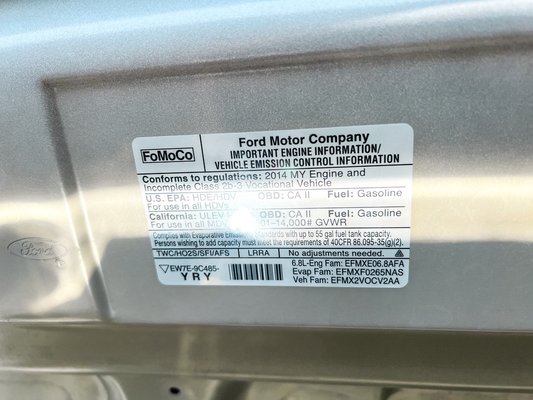 FoMoCo
Ford Motor Company
IMPORTANT ENGINE INFORMATION/
VEHICLE EMISSION CONTROL INFORMATION
Conforms to regulations: 2014 MY Engine and
Incomplete Class 2b-3 Vocational Vehicle
U.S. EPA: HDE/HDV OBD: CA II Fuel: Gasoline
For use in all HDVs
California: ULEV OBD: CA II Fuel: Gasoline
For use in all 14,000# GVWR
Complies with Evaporative Emission Standards with up to 55 gal fuel tank capacity.
Persons wishing to add capacity must meet the requirements of 40CFR 86.095-35(g)(2).
TWC/HO2S/SFI/AFS LRRA No adjustments needed.
EW7E-9C485-
YRY
6.8L-Eng Fam: EFMXE06.8AFA
Evap Fam: EFMXF0265NAS
Veh Fam: EFMX2VOCV2AA
Ford